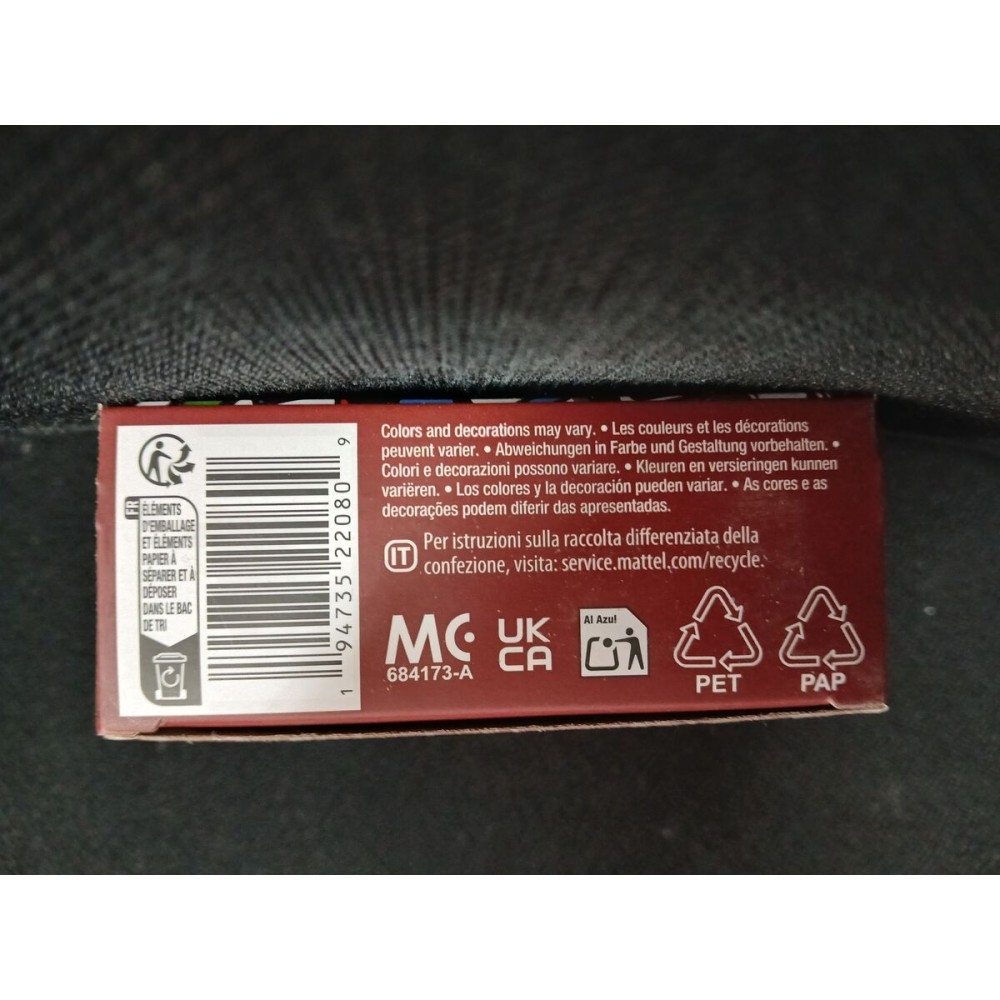 FR
ÉLÉMENTS
D'EMBALLAGE
ET ÉLÉMENTS
PAPIER À
SÉPARER ET À
DÉPOSER
DANS LE BAC
DE TRI
1 94735 22080 9
Colors and decorations may vary. • Les couleurs et les décorations
peuvent varier. • Abweichungen in Farbe und Gestaltung vorbehalten. •
Colori e decorazioni possono variare. • Kleuren en versieringen kunnen
variëren. • Los colores y la decoración pueden variar. • As cores e as
decorações podem diferir das apresentadas.
IT Per istruzioni sulla raccolta differenziata della
confezione, visita: service.mattel.com/recycle.
MC
684173-A
UK
CA
Al Azul
PET
PAP